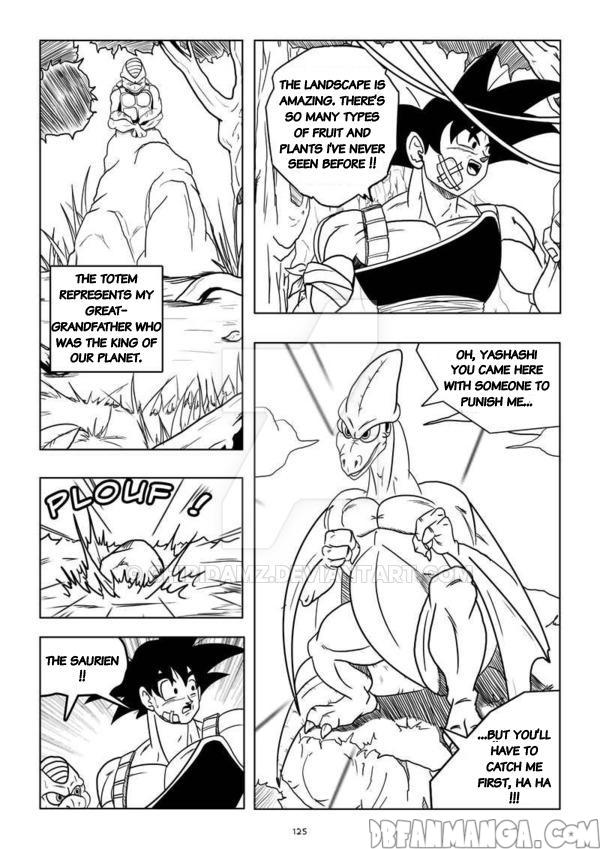 THE LANDSCAPE IS
AMAZING. THERE'S
SO MANY TYPES
OF FRUIT AND
PLANTS I'VE NEVER
SEEN BEFORE !!
THE TOTEM
REPRESENTS MY
GREAT-
GRANDFATHER WHO
WAS THE KING OF
OUR PLANET.
OH, YASHASHI
YOU CAME HERE
WITH SOMEONE TO
PUNISH ME...
PLOUF !
THE SAURIEN
!!
...BUT YOU'LL
HAVE TO
CATCH ME
FIRST, HA HA
!!!
125
DBFANMANGA.COM